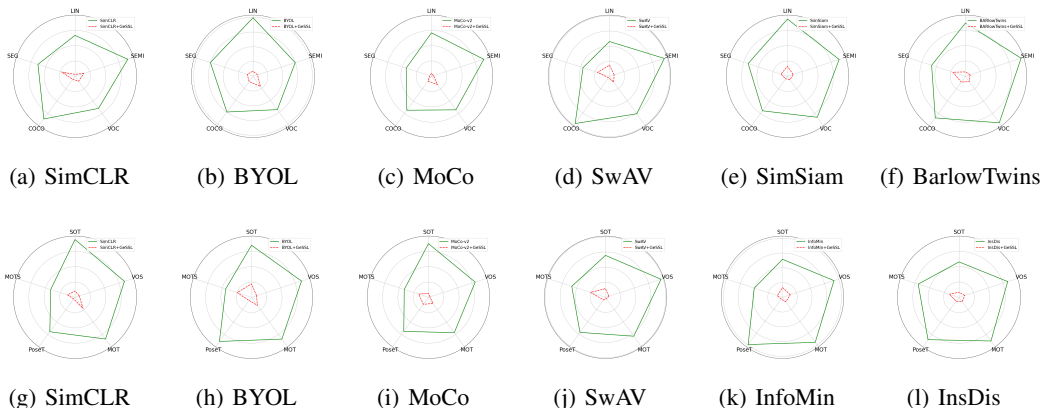 LIN
SEMI
VOC
COCO
SEG
SimCLR
SimCLR+GeSSL
LIN
SEMI
VOC
COCO
SEG
BYOL
BYOL+GeSSL
LIN
SEMI
VOC
COCO
SEG
MoCo-v2
MoCo-v2+GeSSL
LIN
SEMI
VOC
COCO
SEG
SwAV
SwAV+GeSSL
LIN
SEMI
VOC
COCO
SEG
SimSiam
SimSiam+GeSSL
LIN
SEMI
VOC
COCO
SEG
BARlowTwins
BARlowTwins+GeSSL
(a) SimCLR
(b) BYOL
(c) MoCo
(d) SwAV
(e) SimSiam
(f) BarlowTwins
SOT
VOS
MOT
PoseT
MOTS
SimCLR
SimCLR+GeSSL
SOT
VOS
MOT
PoseT
MOTS
BYOL
BYOL+GeSSL
SOT
VOS
MOT
PoseT
MOTS
MoCo-v2
MoCo-v2+GeSSL
SOT
VOS
MOT
PoseT
MOTS
SwAV
SwAV+GeSSL
SOT
VOS
MOT
PoseT
MOTS
InfoMin
InfoMin+GeSSL
SOT
VOS
MOT
PoseT
MOTS
InsDis
InsDis+GeSSL
(g) SimCLR
(h) BYOL
(i) MoCo
(j) SwAV
(k) InfoMin
(l) InsDis